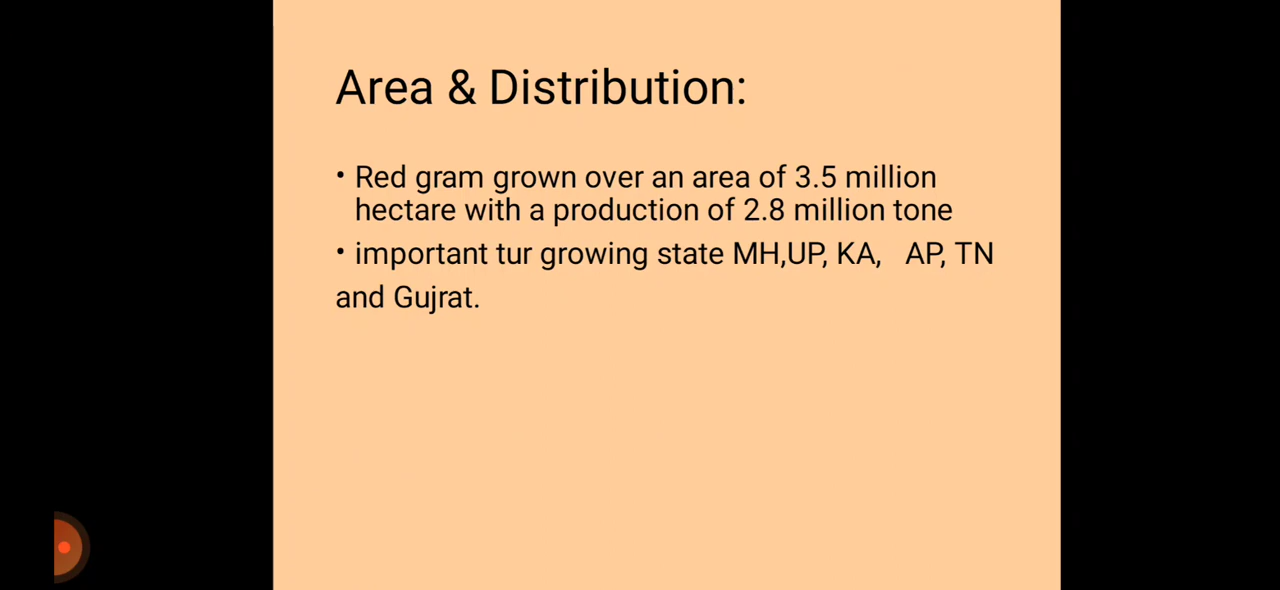 Area & Distribution:
• Red gram grown over an area of 3.5 million
hectare with a production of 2.8 million tone
• important tur growing state MH,UP, KA, AP, TN
and Gujrat.